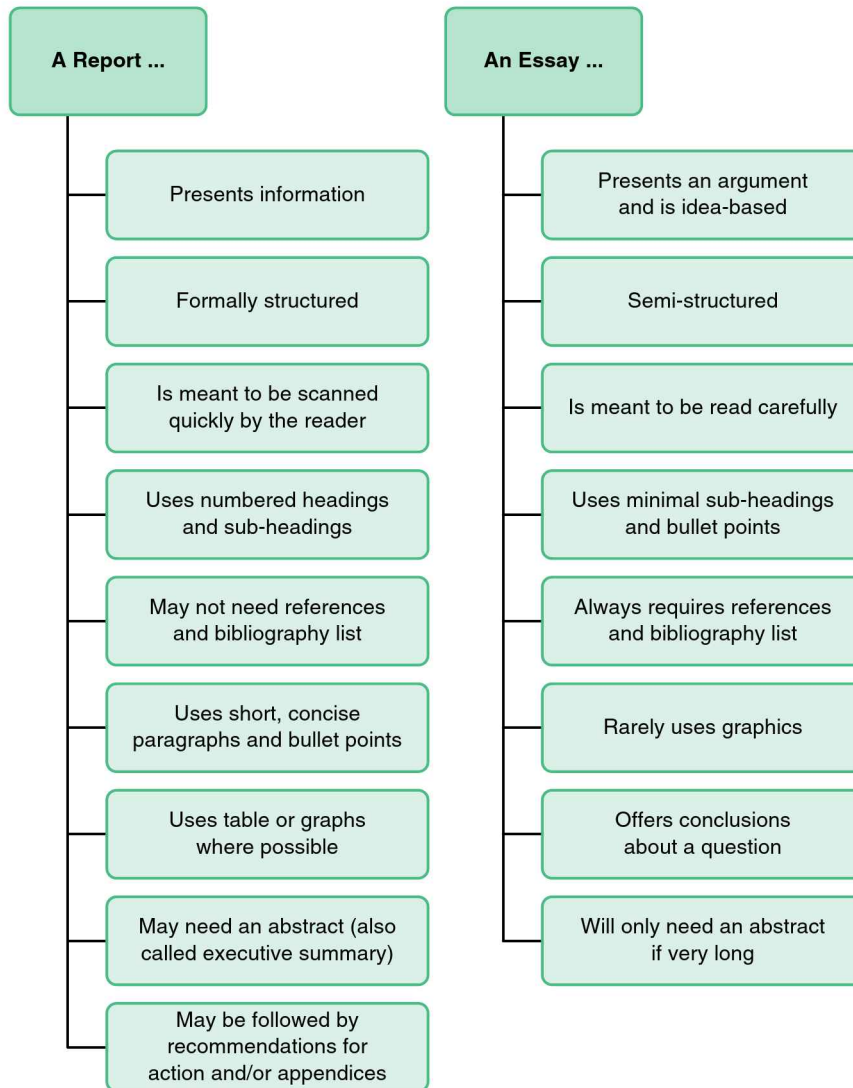 A Report ...
Presents information
Formally structured
Is meant to be scanned
quickly by the reader
Uses numbered headings
and sub-headings
May not need references
and bibliography list
Uses short, concise
paragraphs and bullet points
Uses table or graphs
where possible
May need an abstract (also
called executive summary)
May be followed by
recommendations for
action and/or appendices
An Essay ...
Presents an argument
and is idea-based
Semi-structured
Is meant to be read carefully
Uses minimal sub-headings
and bullet points
Always requires references
and bibliography list
Rarely uses graphics
Offers conclusions
about a question
Will only need an abstract
if very long